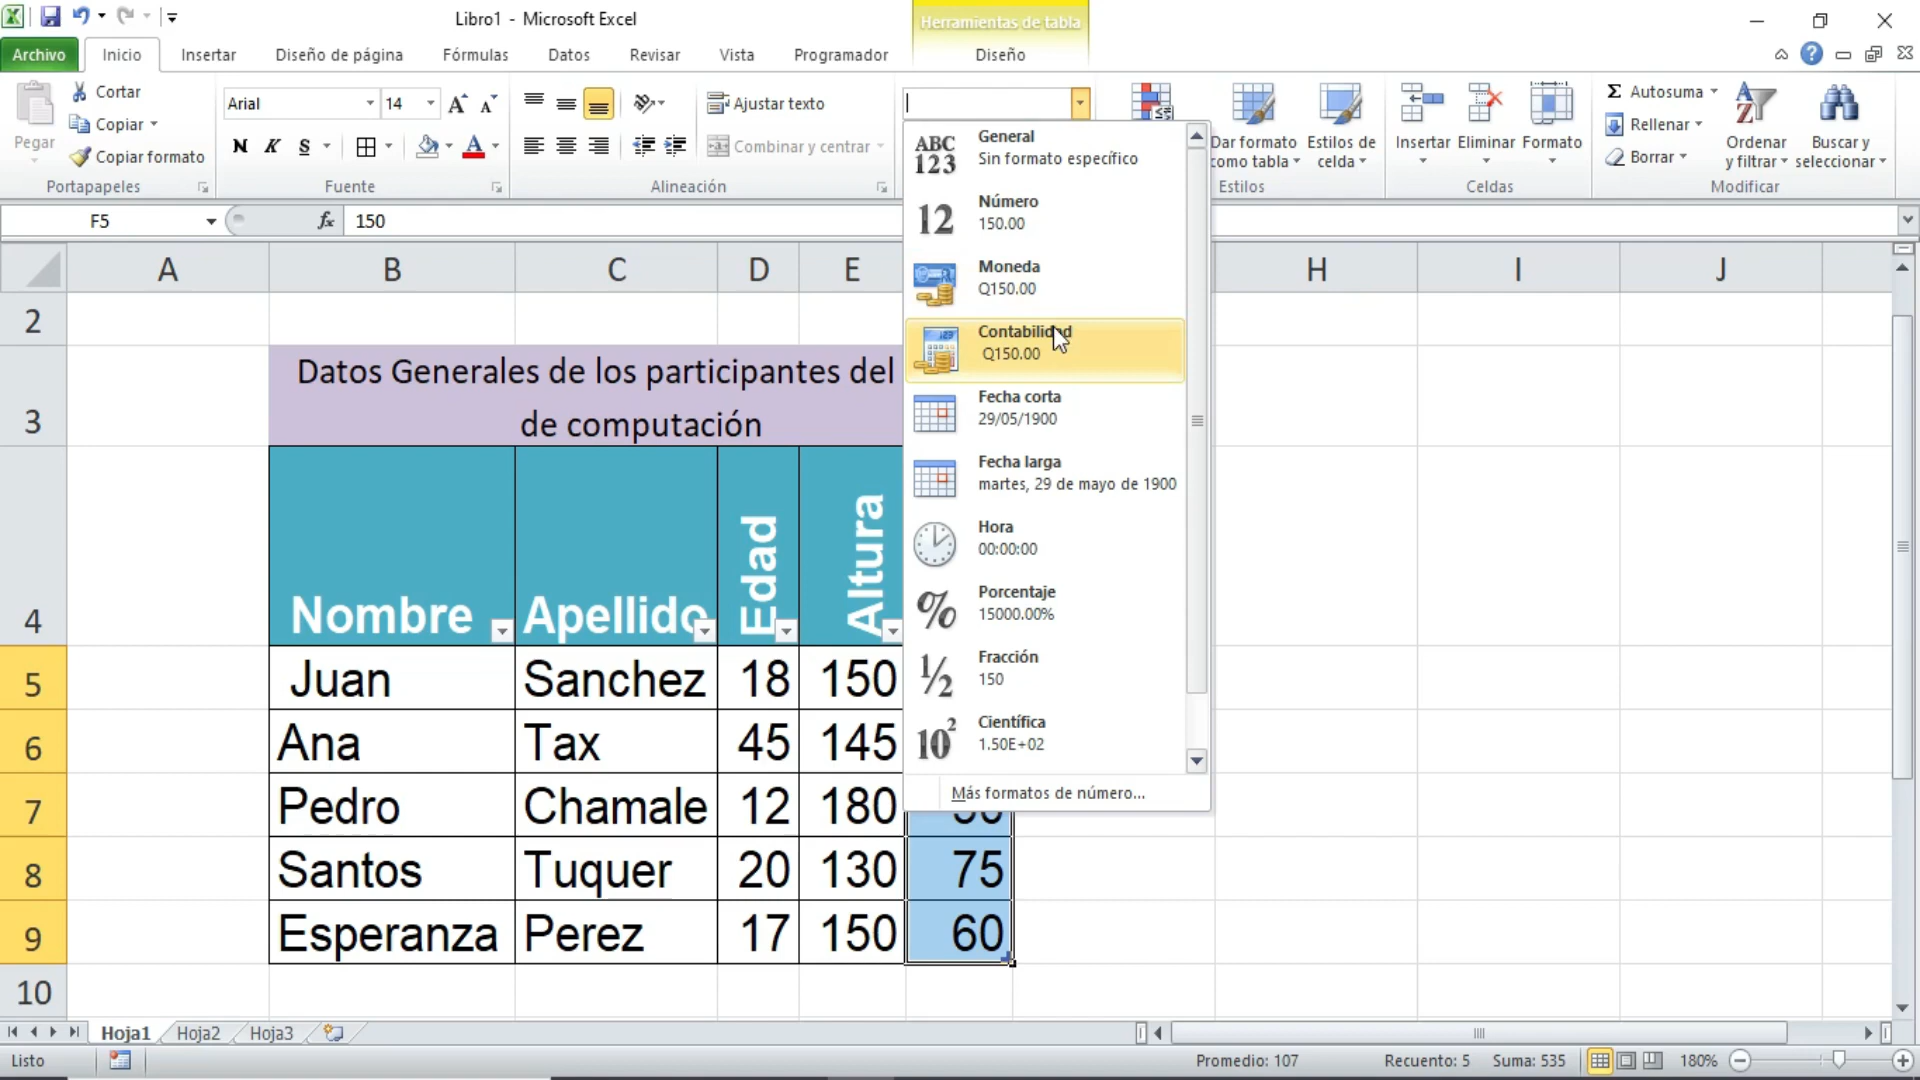 Libro1 - Microsoft Excel
Herramientas de tabla
Archivo
Inicio
Insertar
Diseño de página
Fórmulas
Datos
Revisar
Vista
Programador
Diseño
Pegar
Cortar
Copiar
Copiar formato
Portapapeles
Arial
14
N K S
Fuente
Ajustar texto
Combinar y centrar
Alineación
Dar formato
como tabla
Estilos de
celda
Estilos
Insertar
Eliminar
Formato
Celdas
Autosuma
Rellenar
Borrar
Ordenar
y filtrar
Buscar y
seleccionar
Modificar
F5
fx
150
ABC
123
General
Sin formato específico
12
Número
150.00
Moneda
Q150.00
Contabilidad
Q150.00
Fecha corta
29/05/1900
Fecha larga
martes, 29 de mayo de 1900
Hora
00:00:00
%
Porcentaje
15000.00%
½
Fracción
150
10²
Científica
1.50E+02
Más formatos de número...
A B C D E H I J
2
3 Datos Generales de los participantes del
de computación
4 Nombre Apellido Edad Altura
5 Juan Sanchez 18 150
6 Ana Tax 45 145
7 Pedro Chamale 12 180
8 Santos Tuquer 20 130 75
9 Esperanza Perez 17 150 60
10
Hoja1 Hoja2 Hoja3
Listo
Promedio: 107
Recuento: 5
Suma: 535
180%